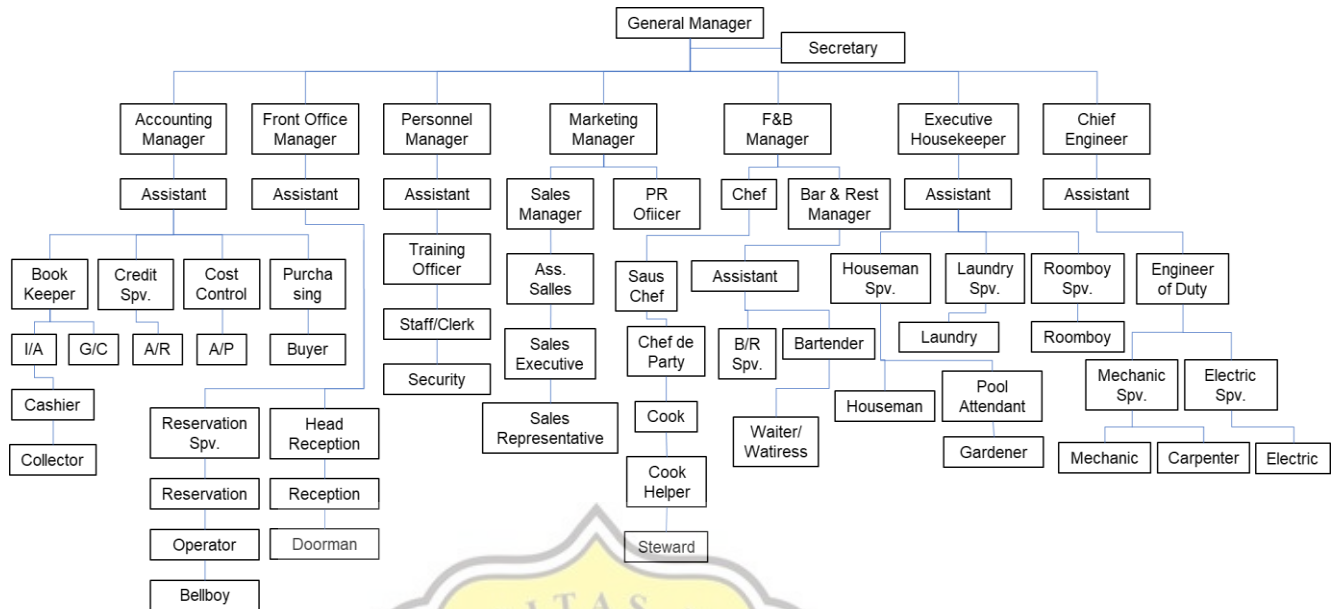 General Manager
Secretary
Accounting
Manager
Front Office
Manager
Personnel
Manager
Marketing
Manager
F&B
Manager
Executive
Housekeeper
Chief
Engineer
Assistant
Assistant
Assistant
Sales
Manager
PR
Ofiicer
Chef
Bar & Rest
Manager
Assistant
Assistant
Book
Keeper
Credit
Spv.
Cost
Control
Purcha
sing
Training
Officer
Ass.
Salles
Saus
Chef
Assistant
Houseman
Spv.
Laundry
Spv.
Roomboy
Spv.
Engineer
of Duty
I/A
G/C
A/R
A/P
Buyer
Staff/Clerk
Sales
Executive
Chef de
Party
B/R
Spv.
Bartender
Laundry
Roomboy
Cashier
Security
Mechanic
Spv.
Electric
Spv.
Pool
Attendant
Houseman
Collector
Reservation
Spv.
Head
Reception
Sales
Representative
Cook
Waiter/
Watiress
Gardener
Mechanic
Carpenter
Electric
Reservation
Reception
Cook
Helper
Operator
Doorman
Steward
Bellboy
ITAS